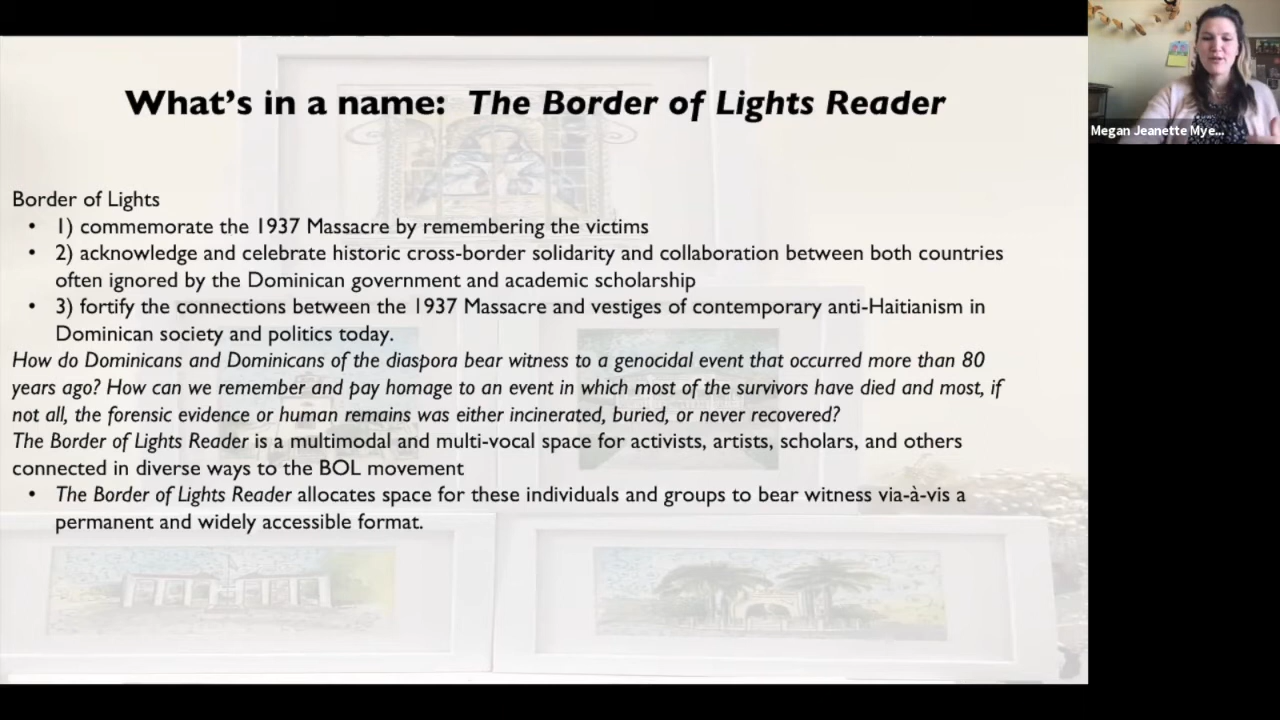 What's in a name: The Border of Lights Reader
Megan Jeanette Mye...
Border of Lights
• 1) commemorate the 1937 Massacre by remembering the victims
• 2) acknowledge and celebrate historic cross-border solidarity and collaboration between both countries
often ignored by the Dominican government and academic scholarship
• 3) fortify the connections between the 1937 Massacre and vestiges of contemporary anti-Haitianism in
Dominican society and politics today.
How do Dominicans and Dominicans of the diaspora bear witness to a genocidal event that occurred more than 80
years ago? How can we remember and pay homage to an event in which most of the survivors have died and most, if
not all, the forensic evidence or human remains was either incinerated, buried, or never recovered?
The Border of Lights Reader is a multimodal and multi-vocal space for activists, artists, scholars, and others
connected in diverse ways to the BOL movement
• The Border of Lights Reader allocates space for these individuals and groups to bear witness via-à-vis a
permanent and widely accessible format.